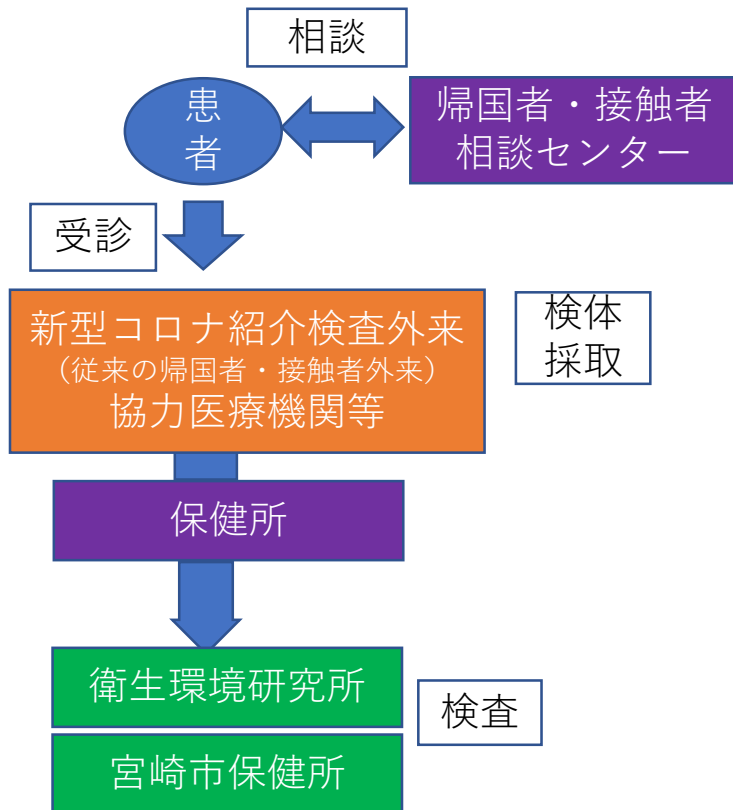 相談
患
者
帰国者・接触者
相談センター
受診
新型コロナ紹介検査外来
（従来の帰国者・接触者外来）
協力医療機関等
検体
採取
保健所
衛生環境研究所
検査
宮崎市保健所